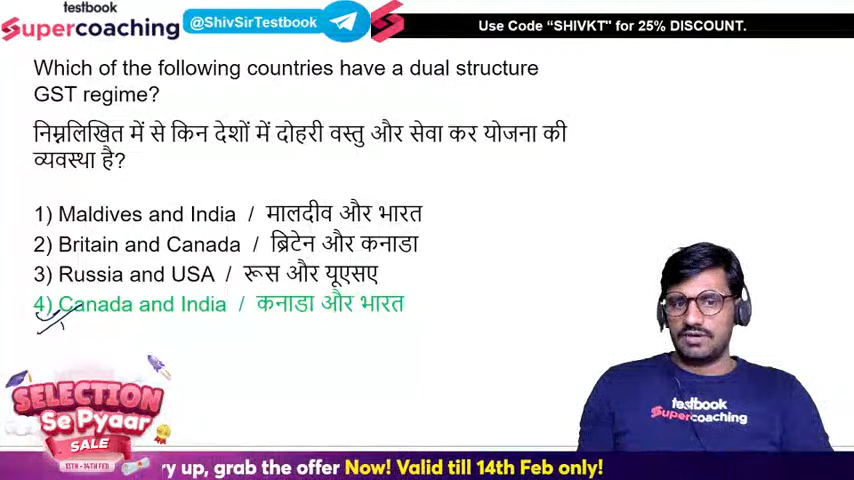 testbook
Supercoaching
@ShivSirTestbook
Use Code “SHIVKT" for 25% DISCOUNT.
Which of the following countries have a dual structure
GST regime?
निम्नलिखित में से किन देशों में दोहरी वस्तु और सेवा कर योजना की
व्यवस्था है?
1) Maldives and India / मालदीव और भारत
2) Britain and Canada / ब्रिटेन और कनाडा
3) Russia and USA / रूस और यूएसए
4) Canada and India / कनाडा और भारत
testbook
Supercoaching
SELECTION
Se Pyaar
SALE
13TH - 14TH FEB
ry up, grab the offer Now! Valid till 14th Feb only!